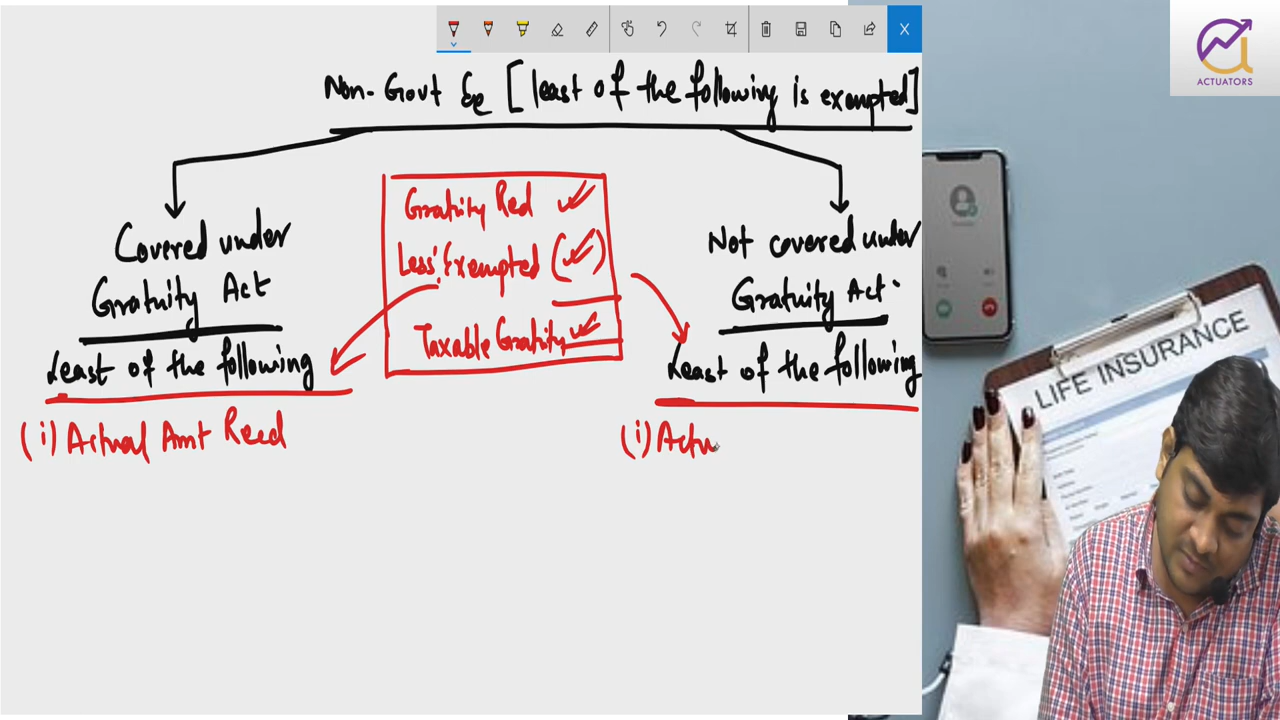 ACTUATORS
Non-Govt Ee [least of the following is exempted]
Covered under
Gratuity Act
Least of the following
(i) Actual Amt Recd
Gratuity Recd
Less: Exempted ( )
Taxable Gratity
Not covered under
Gratuity Act.
Least of the following
(i) Actu
LIFE INSURANCE